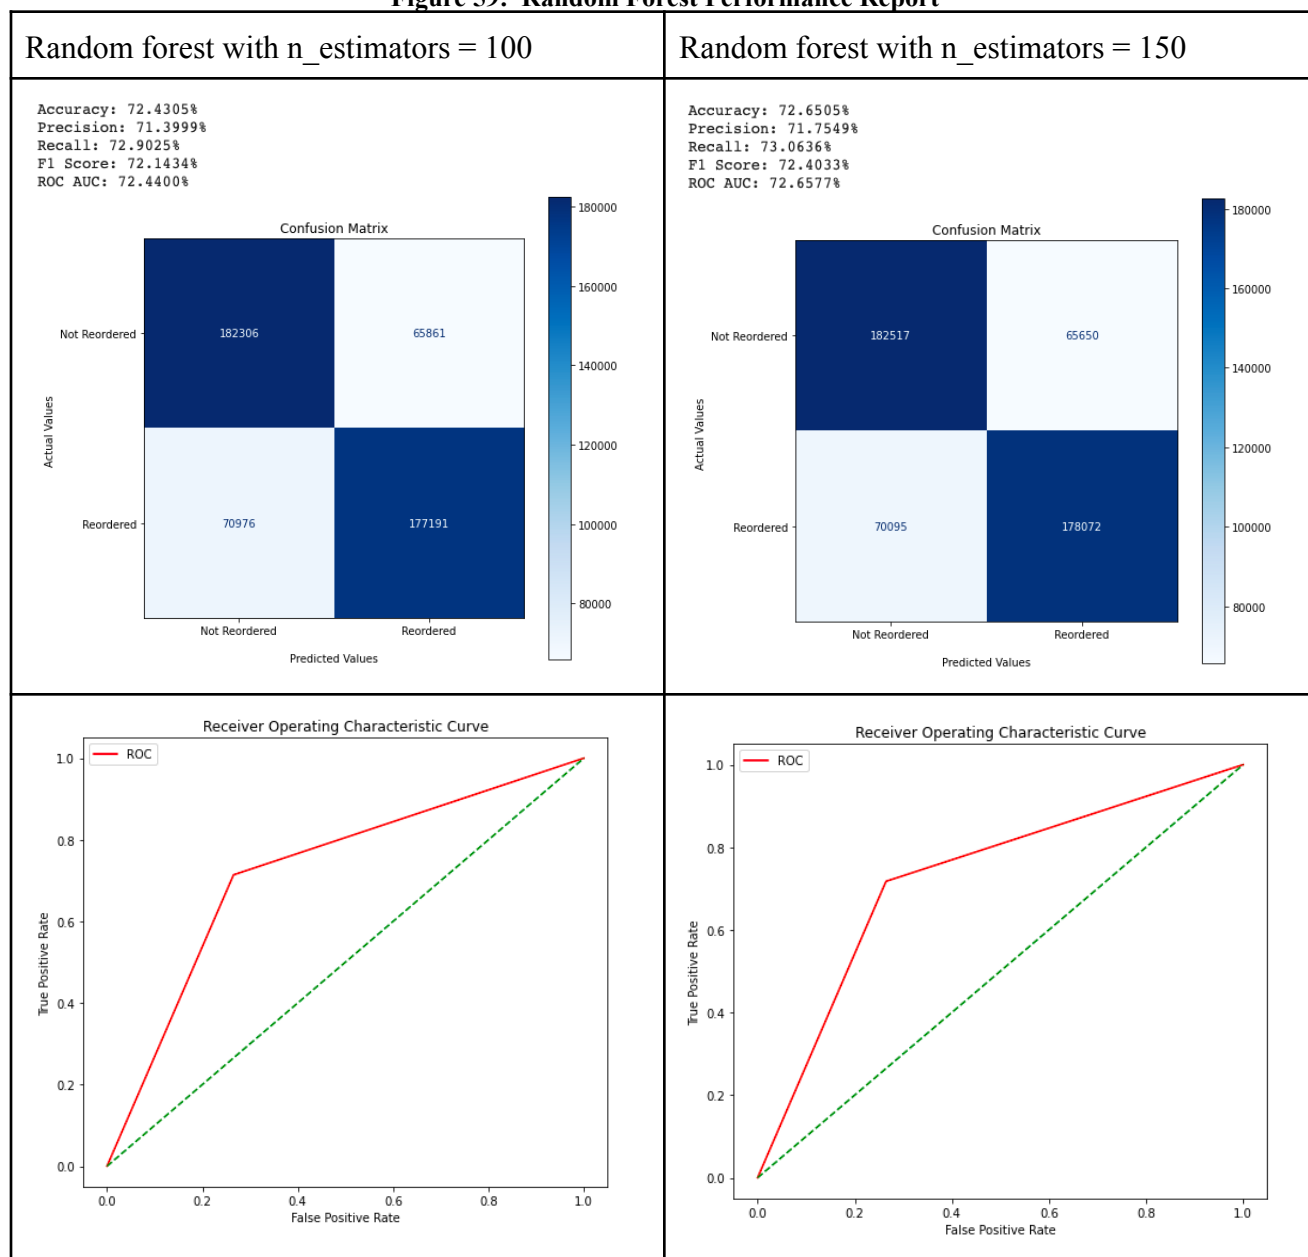 Figure 39: Random Forest Performance Report
Random forest with n_estimators = 100
Random forest with n_estimators = 150
Accuracy: 72.4305%
Precision: 71.3999%
Recall: 72.9025%
F1 Score: 72.1434%
ROC AUC: 72.4400%
Confusion Matrix
180000
160000
140000
120000
100000
80000
Actual Values
Not Reordered
182306
65861
Reordered
70976
177191
Not Reordered
Reordered
Predicted Values
Accuracy: 72.6505%
Precision: 71.7549%
Recall: 73.0636%
F1 Score: 72.4033%
ROC AUC: 72.6577%
Confusion Matrix
180000
160000
140000
120000
100000
80000
Actual Values
Not Reordered
182517
65650
Reordered
70095
178072
Not Reordered
Reordered
Predicted Values
Receiver Operating Characteristic Curve
ROC
True Positive Rate
1.0
0.8
0.6
0.4
0.2
0.0
0.0
0.2
0.4
0.6
0.8
1.0
False Positive Rate
Receiver Operating Characteristic Curve
ROC
True Positive Rate
1.0
0.8
0.6
0.4
0.2
0.0
0.0
0.2
0.4
0.6
0.8
1.0
False Positive Rate